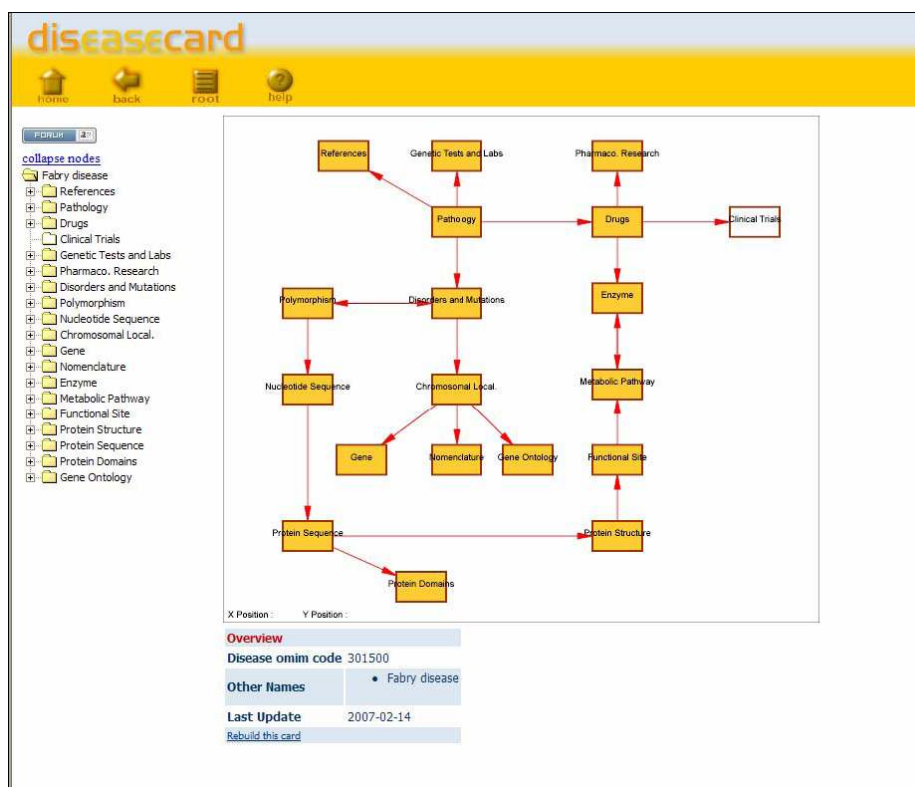 diseasecard
home back root help
FORUM
collapse nodes
Fabry disease
References
Pathology
Drugs
Clinical Trials
Genetic Tests and Labs
Pharmaco. Research
Disorders and Mutations
Polymorphism
Nucleotide Sequence
Chromosomal Local.
Gene
Nomenclature
Enzyme
Metabolic Pathway
Functional Site
Protein Structure
Protein Sequence
Protein Domains
Gene Ontology
References Genetic Tests and Labs Pharmaco. Research
Pathology Drugs Clinical Trials
Polymorphism Disorders and Mutations Enzyme
Nucleotide Sequence Chromosomal Local. Metabolic Pathway
Gene Nomenclature Gene Ontology Functional Site
Protein Sequence Protein Structure
Protein Domains
X Position : Y Position :
Overview
Disease omim code 301500
Other Names • Fabry disease
Last Update 2007-02-14
Rebuild this card